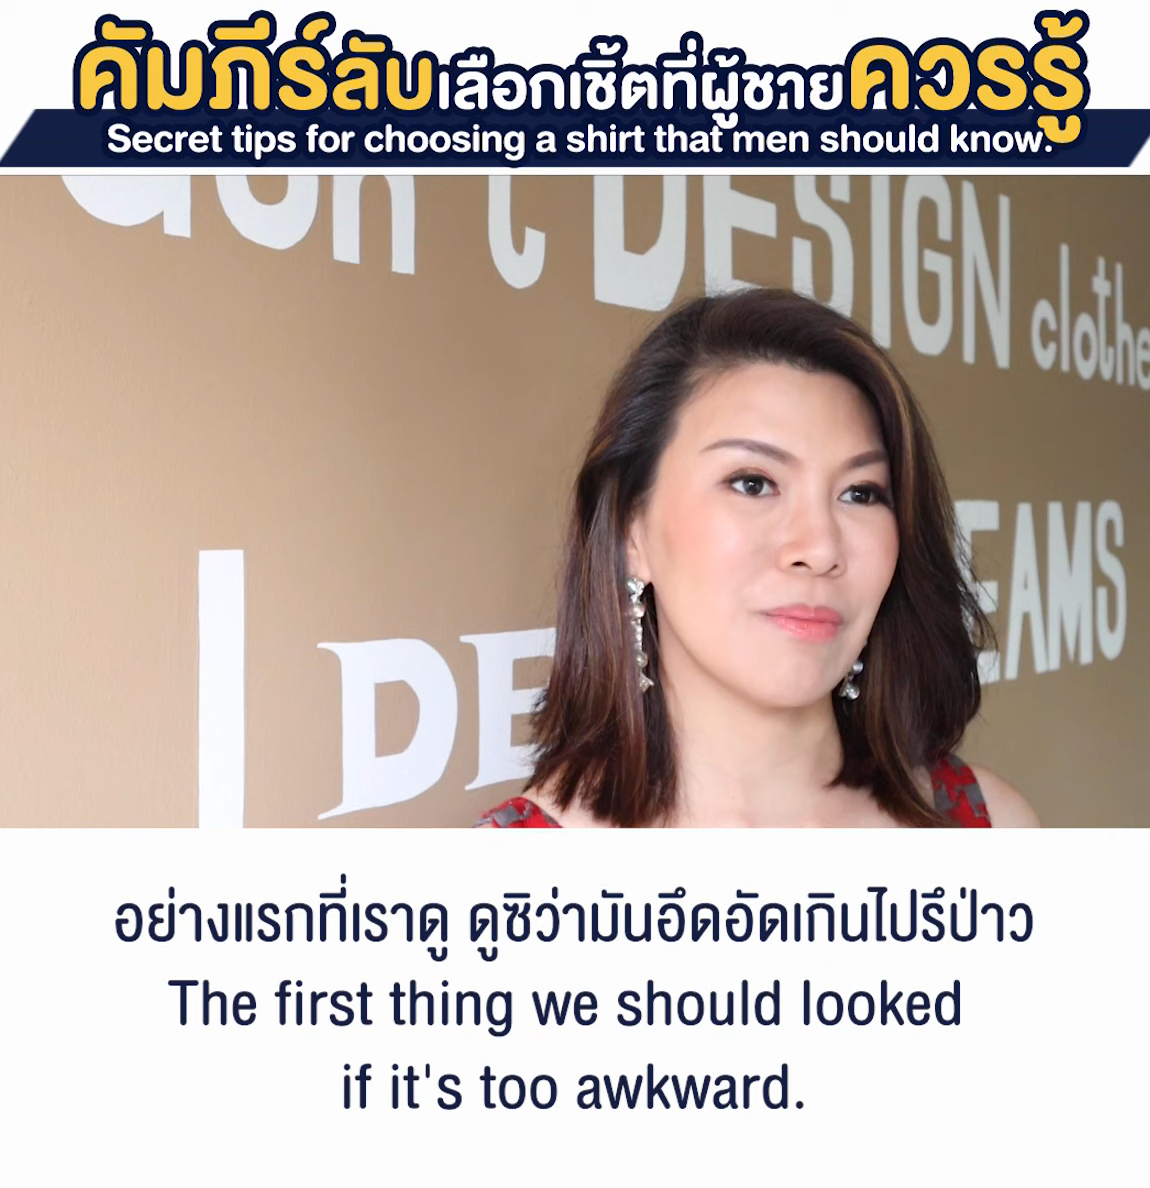 คัมภีร์ลับเลือกเชิ้ตที่ผู้ชายควรรู้
Secret tips for choosing a shirt that men should know.
don't DESIGN clothe
I DE EAMS
อย่างแรกที่เราดู ดูซิว่ามันอึดอัดเกินไปรึป่าว
The first thing we should looked
if it's too awkward.